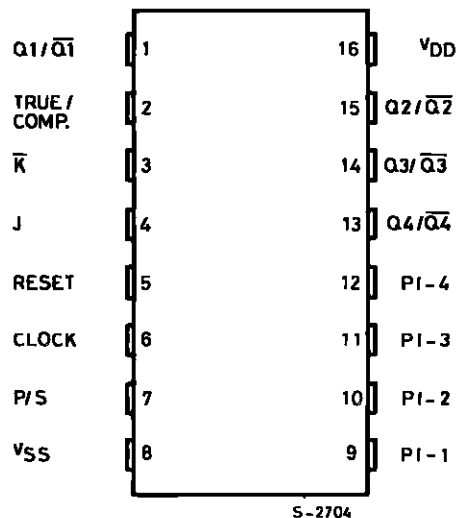 Q1/Q̅1̅ 1 16 VDD
TRUE/ COMP. 2 15 Q2/Q̅2̅
K̅ 3 14 Q3/Q̅3̅
J 4 13 Q4/Q̅4̅
RESET 5 12 PI-4
CLOCK 6 11 PI-3
P/S 7 10 PI-2
VSS 8 9 PI-1
S-2704